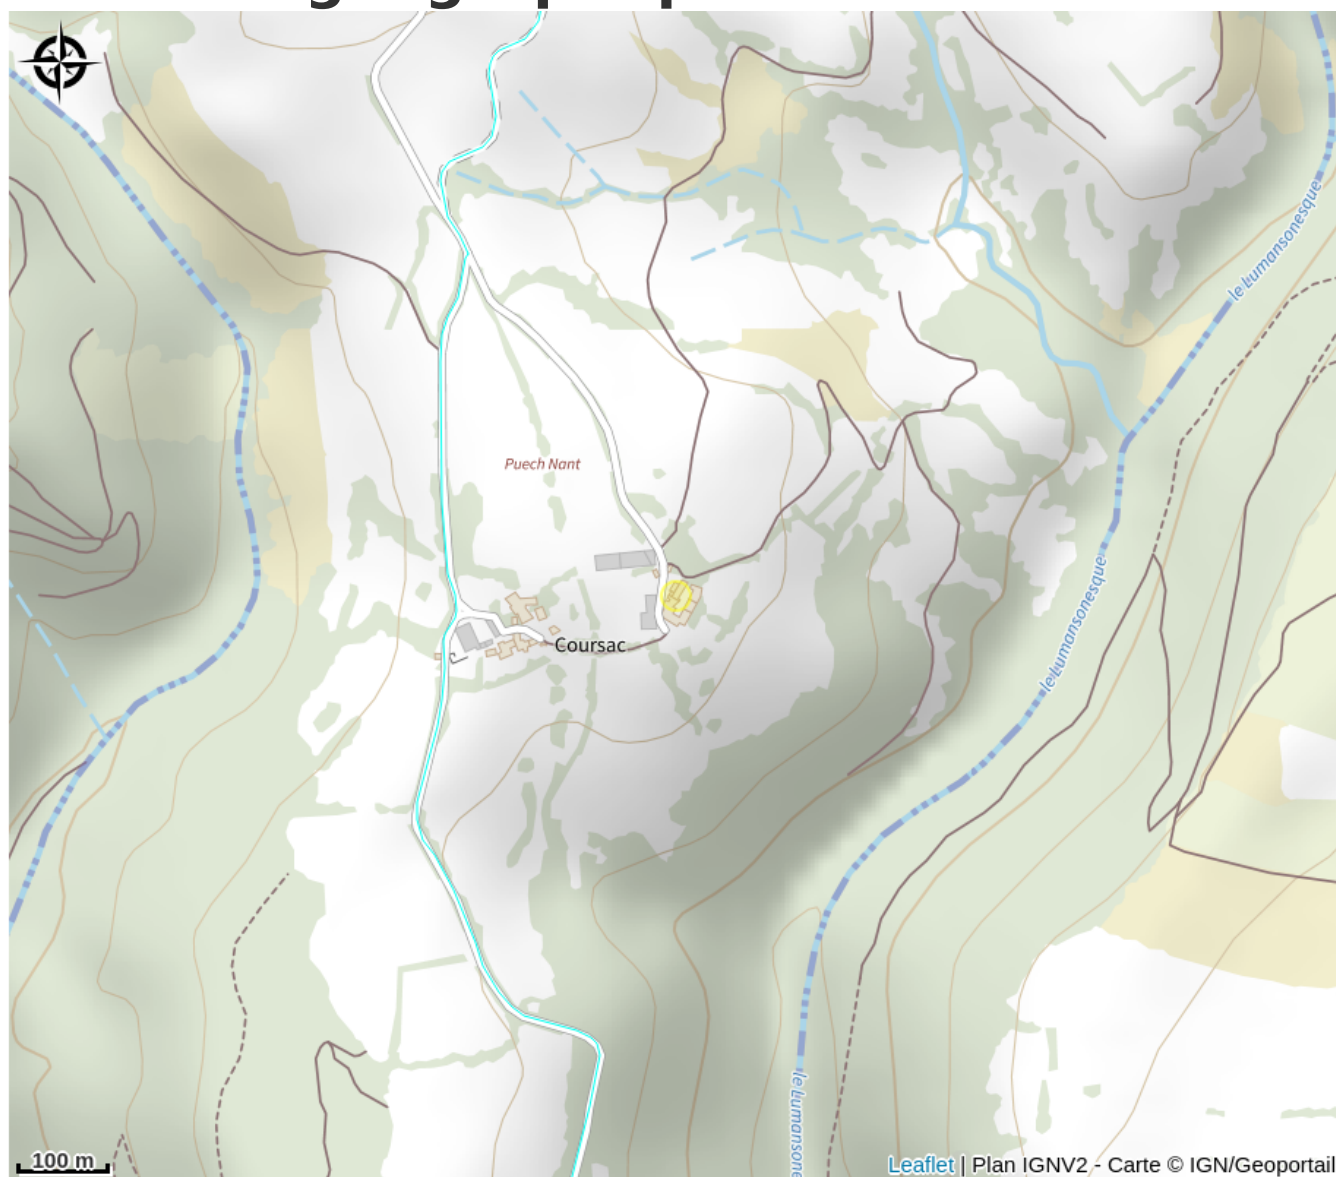 le Lumansonesque
Puech Nant
Coursac
le Lumansonesque
le Lumansone
100 m
Leaflet | Plan IGNV2 - Carte © IGN/Geoportail